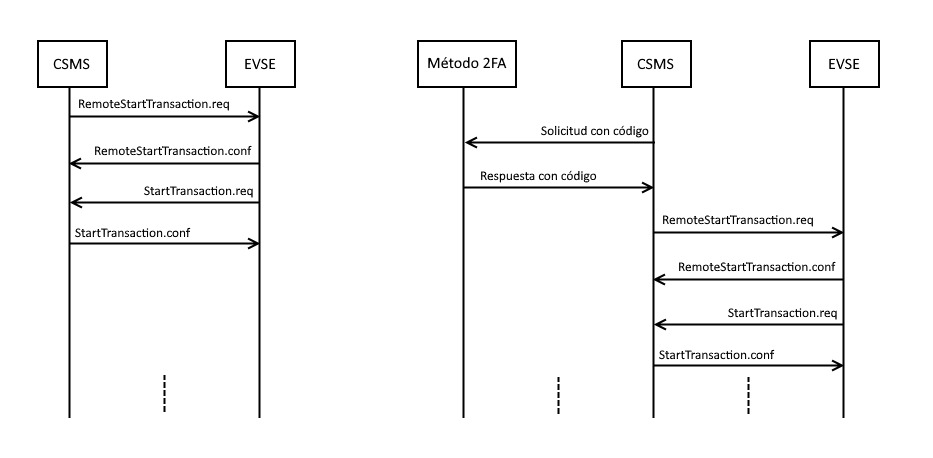 CSMS
EVSE
RemoteStartTransaction.req
RemoteStartTransaction.conf
StartTransaction.req
StartTransaction.conf
Método 2FA
CSMS
EVSE
Solicitud con código
Respuesta con código
RemoteStartTransaction.req
RemoteStartTransaction.conf
StartTransaction.req
StartTransaction.conf